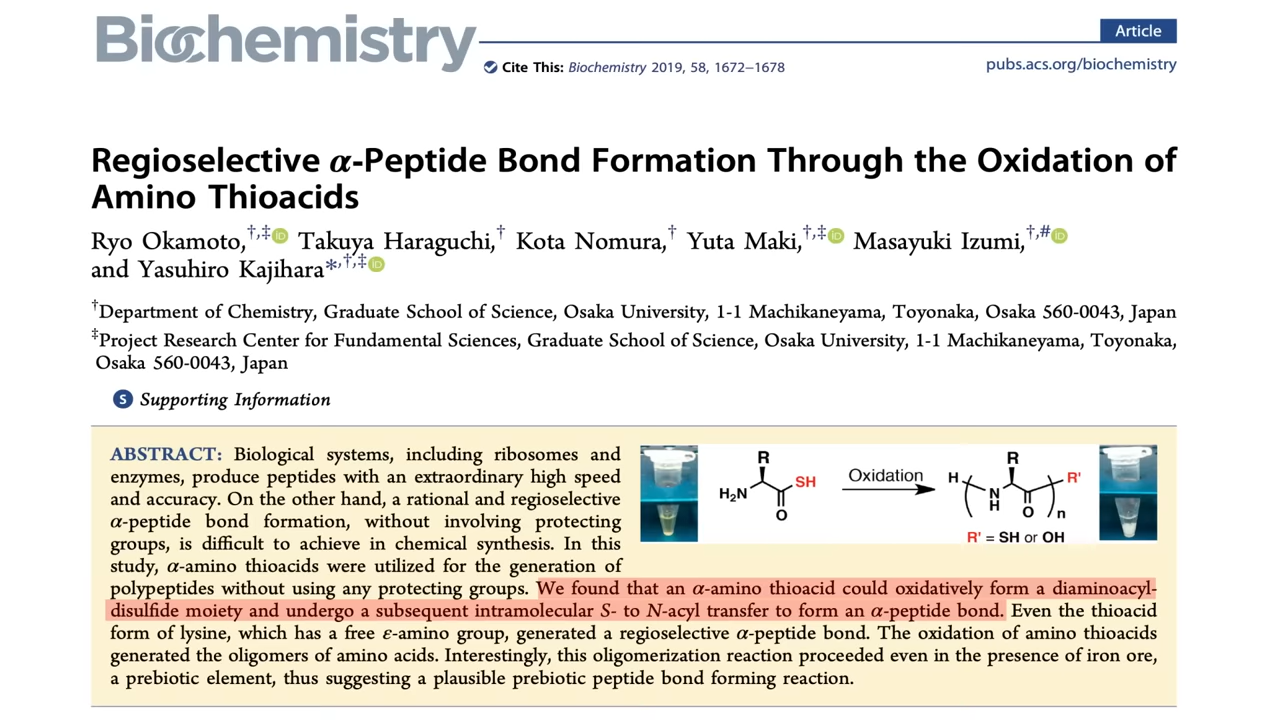 Biochemistry
Article
Cite This: Biochemistry 2019, 58, 1672−1678
pubs.acs.org/biochemistry
Regioselective α-Peptide Bond Formation Through the Oxidation of
Amino Thioacids
Ryo Okamoto,†,‡ Takuya Haraguchi,† Kota Nomura,† Yuta Maki,†,‡ Masayuki Izumi,†,#
and Yasuhiro Kajihara*,†,‡
†Department of Chemistry, Graduate School of Science, Osaka University, 1-1 Machikaneyama, Toyonaka, Osaka 560-0043, Japan
‡Project Research Center for Fundamental Sciences, Graduate School of Science, Osaka University, 1-1 Machikaneyama, Toyonaka,
Osaka 560-0043, Japan
S Supporting Information
ABSTRACT: Biological systems, including ribosomes and
enzymes, produce peptides with an extraordinary high speed
and accuracy. On the other hand, a rational and regioselective
α-peptide bond formation, without involving protecting
groups, is difficult to achieve in chemical synthesis. In this
study, α-amino thioacids were utilized for the generation of
polypeptides without using any protecting groups. We found that an α-amino thioacid could oxidatively form a diaminoacyl-
disulfide moiety and undergo a subsequent intramolecular S- to N-acyl transfer to form an α-peptide bond. Even the thioacid
form of lysine, which has a free ε-amino group, generated a regioselective α-peptide bond. The oxidation of amino thioacids
generated the oligomers of amino acids. Interestingly, this oligomerization reaction proceeded even in the presence of iron ore,
a prebiotic element, thus suggesting a plausible prebiotic peptide bond forming reaction.
R
SH
H₂N
O
Oxidation
R
H
R'
N
H
O
n
R' = SH or OH